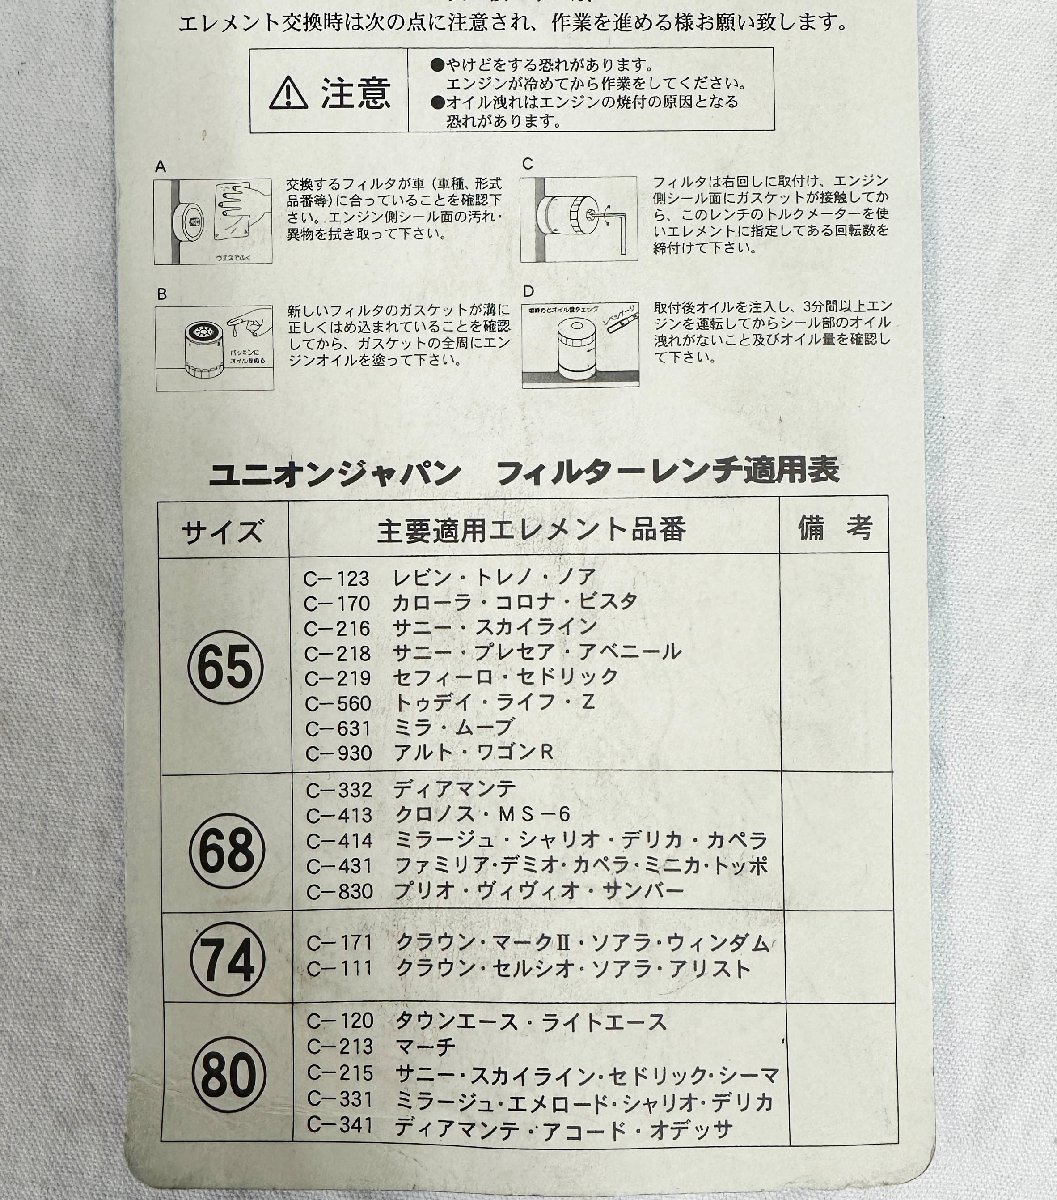 エレメント交換時は次の点に注意され、作業を進める様お願い致します。
注意
●やけどをする恐れがあります。
エンジンが冷めてから作業をしてください。
●オイル洩れはエンジンの焼付の原因となる
恐れがあります。
A
交換するフィルタが車（車種、形式
品番等）に合っていることを確認下
さい。エンジン側シール面の汚れ・
異物を拭き取って下さい。
ウエスでふく
B
新しいフィルタのガスケットが溝に
正しくはめ込まれていることを確認
してから、ガスケットの全周にエン
ジンオイルを塗って下さい。
パッキンに
オイルを塗る
C
フィルタは右回しに取付け、エンジン
側シール面にガスケットが接触してか
ら、このレンチのトルクメーターを使
いエレメントに指定してある回転数を
締付けて下さい。
D
取付後オイルを注入し、3分間以上エン
ジンを運転してからシール部のオイル
洩れがないこと及びオイル量を確認し
て下さい。
ユニオンジャパン　フィルターレンチ適用表
サイズ　主要適用エレメント品番　備考
65
C−123 レビン・トレノ・ノア
C−170 カローラ・コロナ・ビスタ
C−216 サニー・スカイライン
C−218 サニー・プレセア・アベニール
C−219 セフィーロ・セドリック
C−560 トゥデイ・ライフ・Z
C−631 ミラ・ムーブ
C−930 アルト・ワゴンR
68
C−332 ディアマンテ
C−413 クロノス・MS−6
C−414 ミラージュ・シャリオ・デリカ・カペラ
C−431 ファミリア・デミオ・カペラ・ミニカ・トッポ
C−830 プリオ・ヴィヴィオ・サンバー
74
C−171 クラウン・マークⅡ・ソアラ・ウィンダム
C−111 クラウン・セルシオ・ソアラ・アリスト
80
C−120 タウンエース・ライトエース
C−213 マーチ
C−215 サニー・スカイライン・セドリック・シーマ
C−331 ミラージュ・エメロード・シャリオ・デリカ
C−341 ディアマンテ・アコード・オデッサ